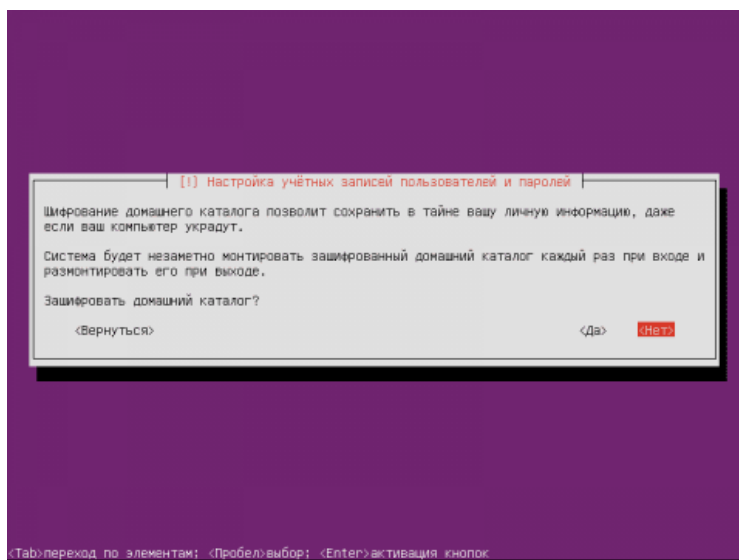 [!] Настройка учётных записей пользователей и паролей
Шифрование домашнего каталога позволит сохранить в тайне вашу личную информацию, даже
если ваш компьютер украдут.
Система будет незаметно монтировать зашифрованный домашний каталог каждый раз при входе и
размонтировать его при выходе.
Зашифровать домашний каталог?
<Вернуться> <Да> <Нет>
<Tab>переход по элементам; <Пробел>выбор; <Enter>активация кнопок